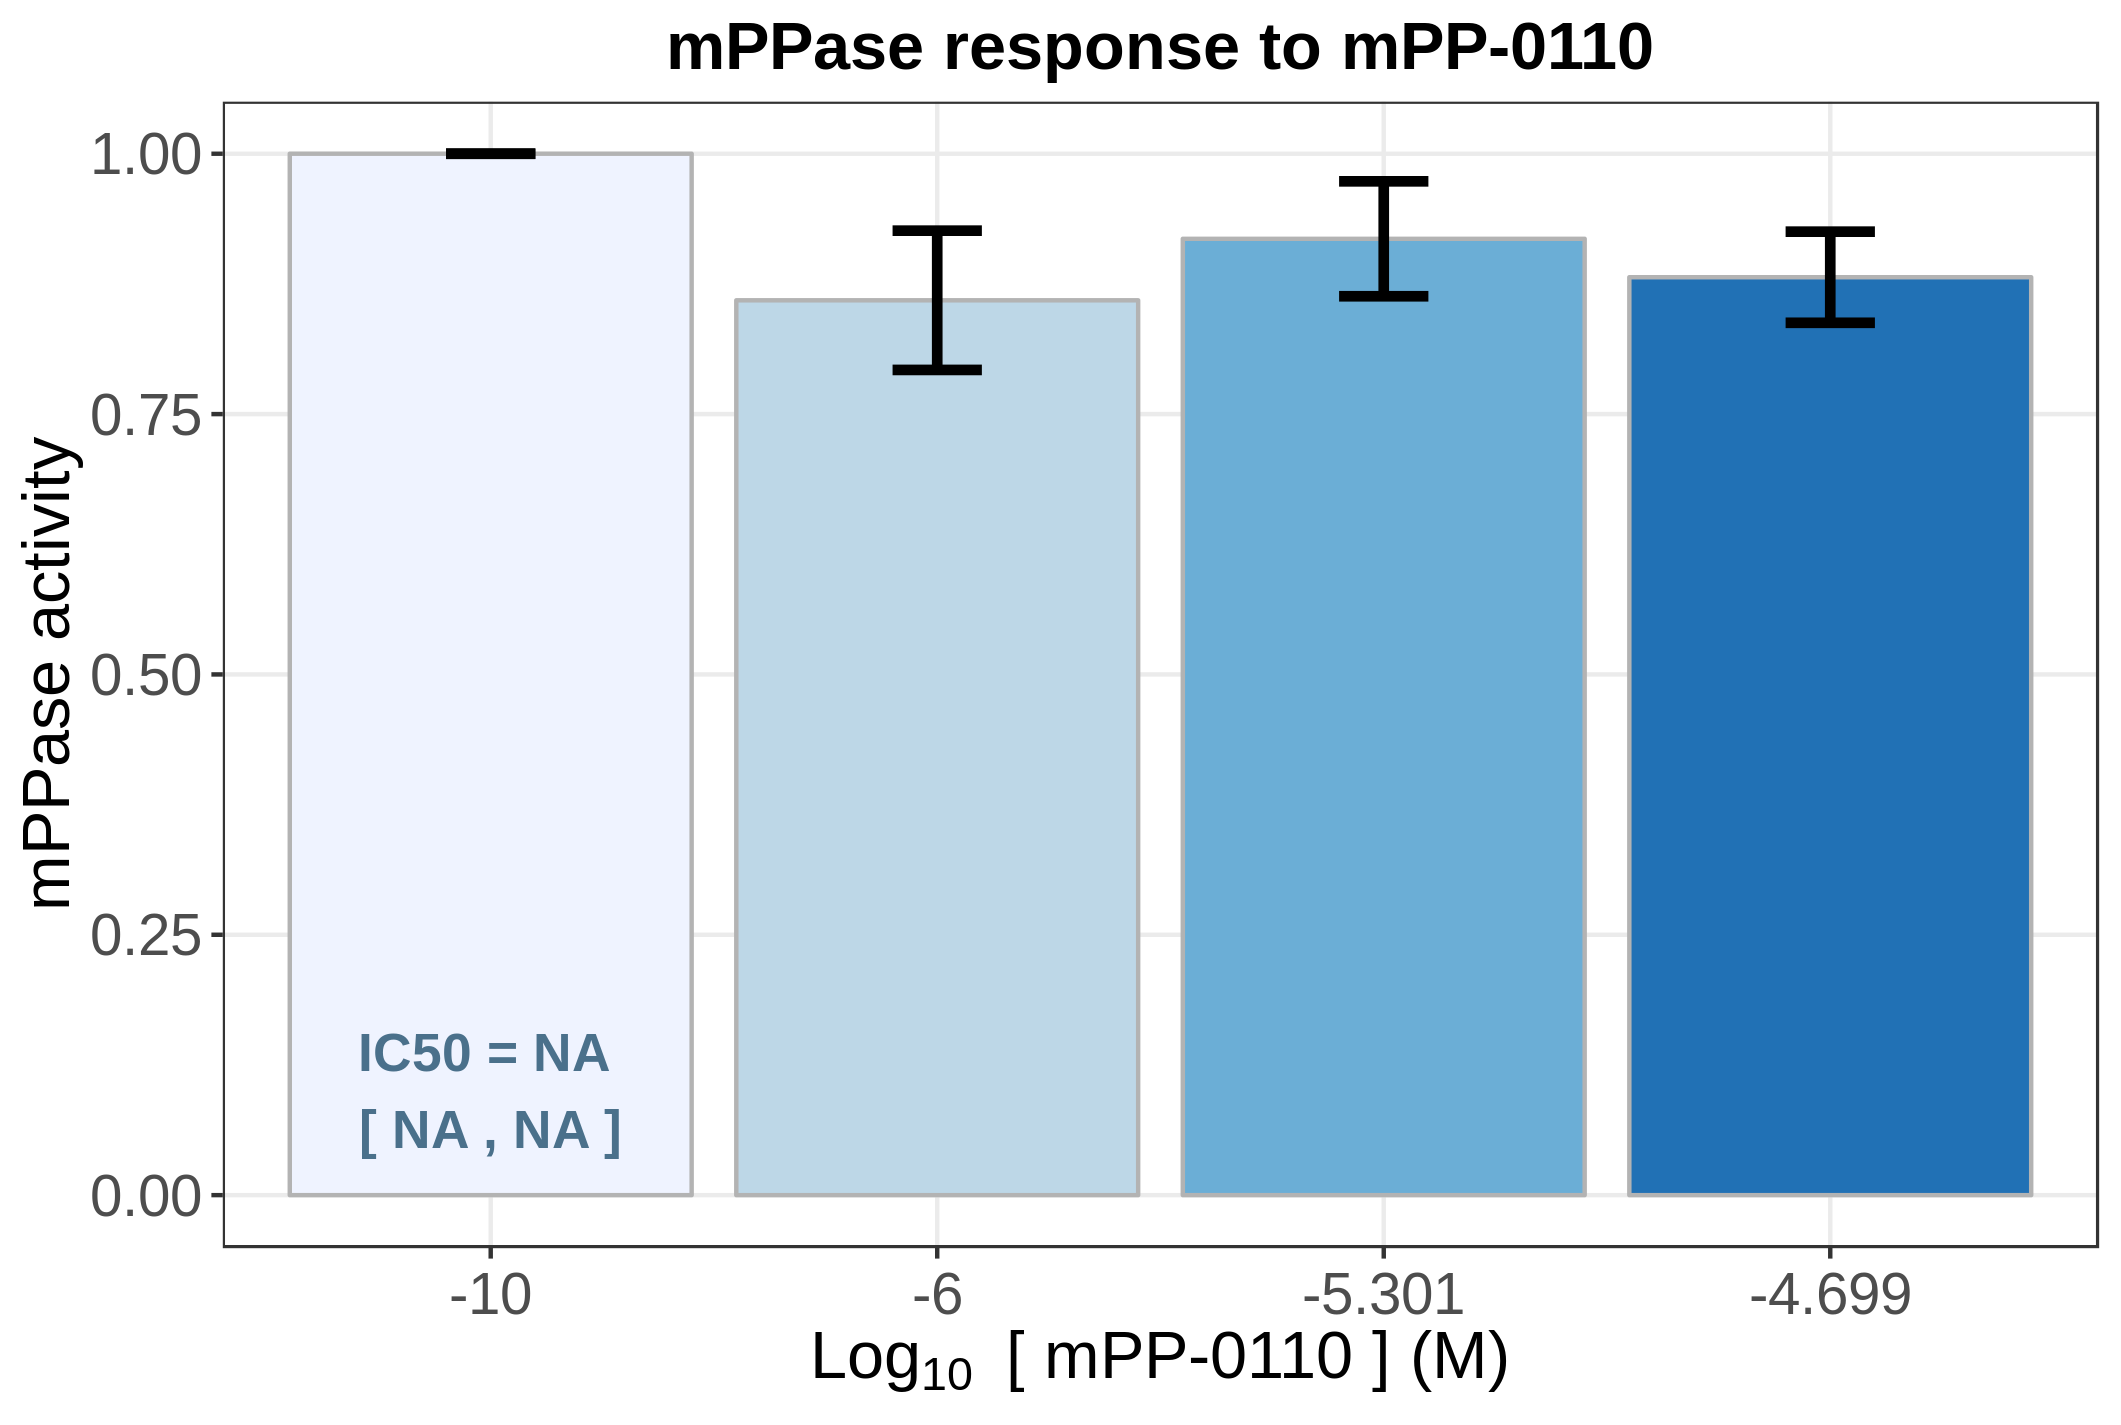 mPPase response to mPP-0110
mPPase activity
1.00
0.75
0.50
0.25
0.00
IC50 = NA
[ NA , NA ]
-10
-6
-5.301
-4.699
Log10 [ mPP-0110 ] (M)